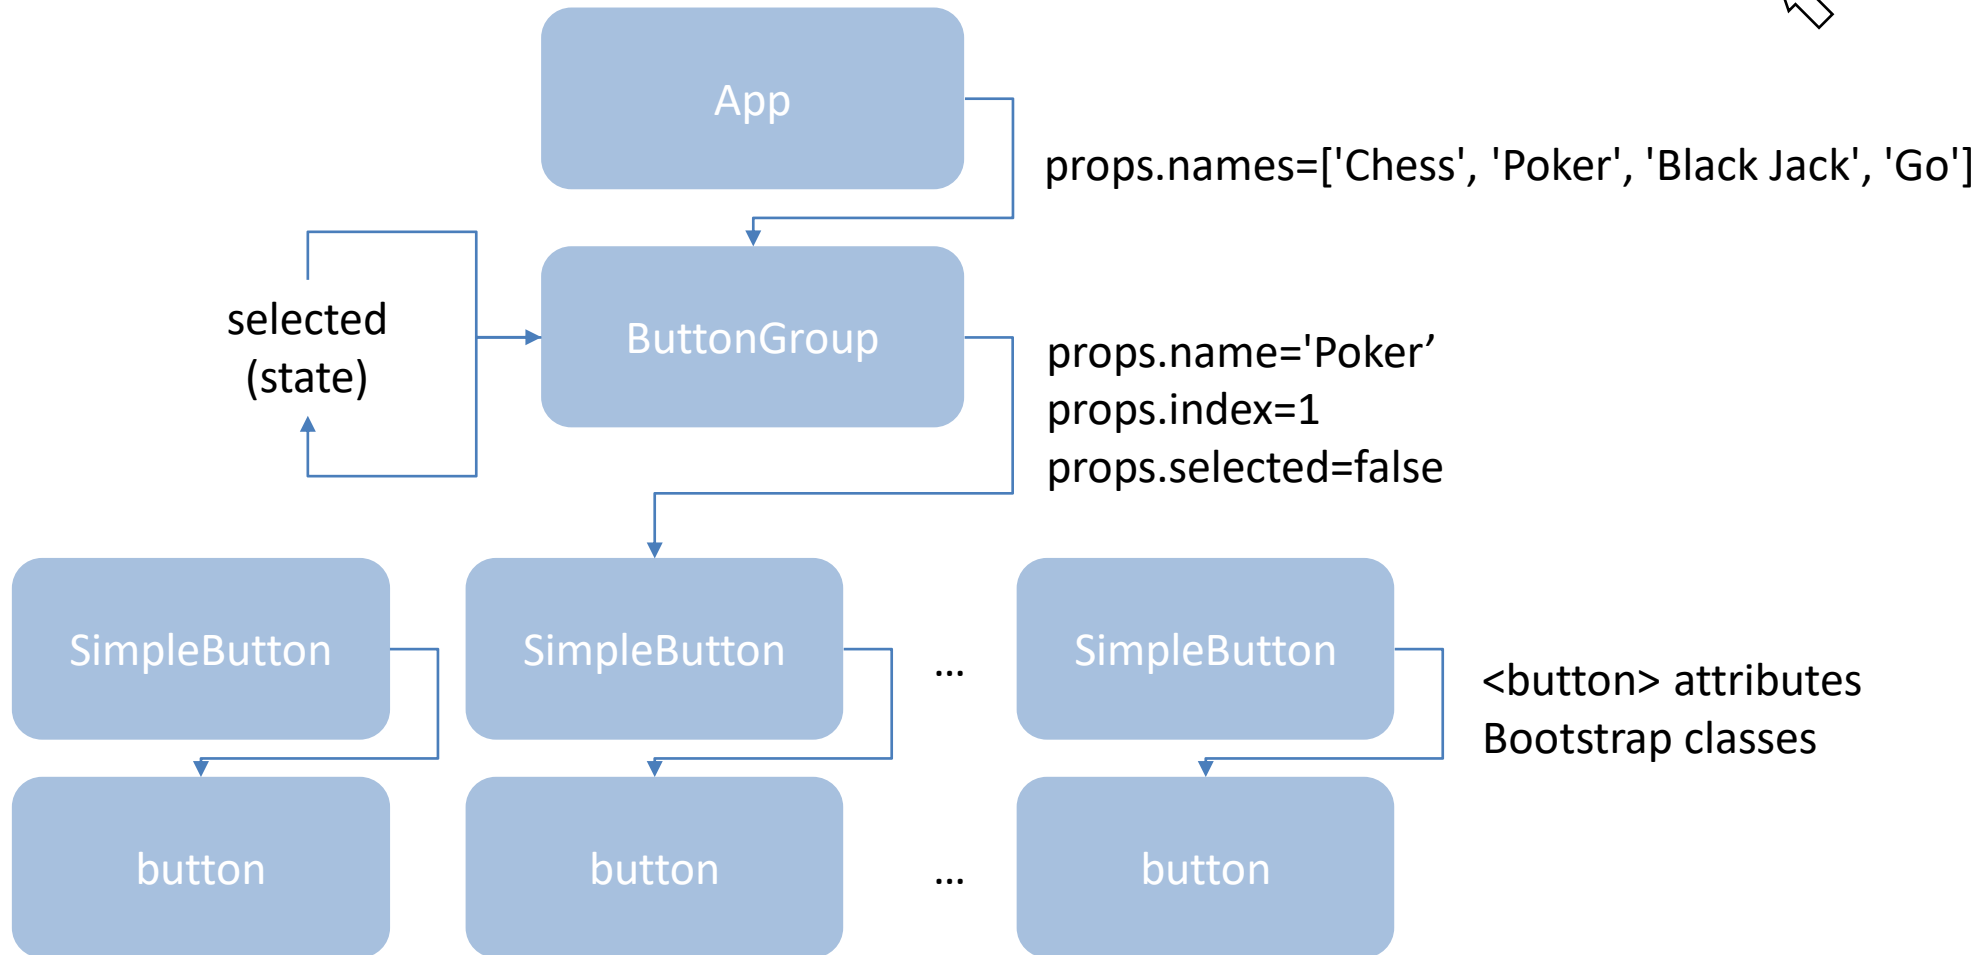 App
props.names=['Chess', 'Poker', 'Black Jack', 'Go']
selected
(state)
ButtonGroup
props.name='Poker’
props.index=1
props.selected=false
SimpleButton
SimpleButton
...
SimpleButton
<button> attributes
Bootstrap classes
button
button
...
button